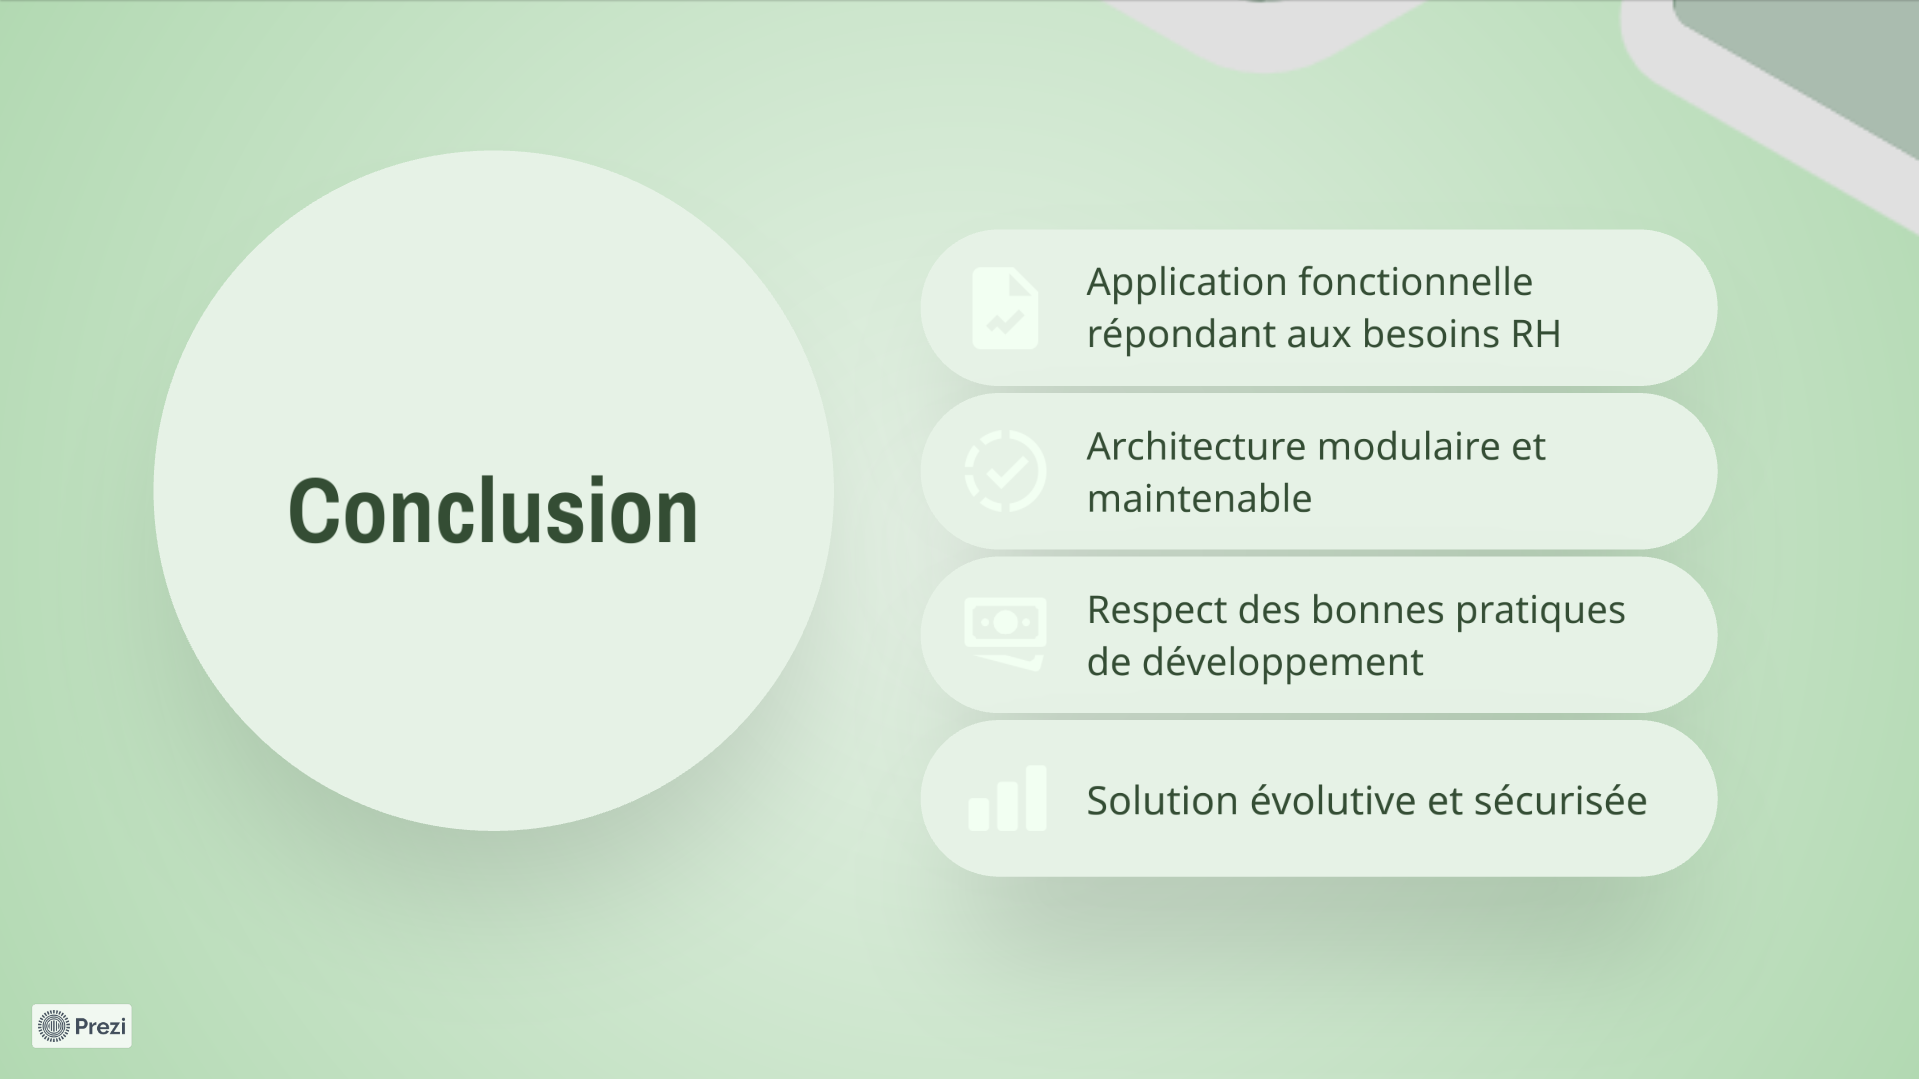 Conclusion
Application fonctionnelle
répondant aux besoins RH
Architecture modulaire et
maintenable
Respect des bonnes pratiques
de développement
Solution évolutive et sécurisée
Prezi